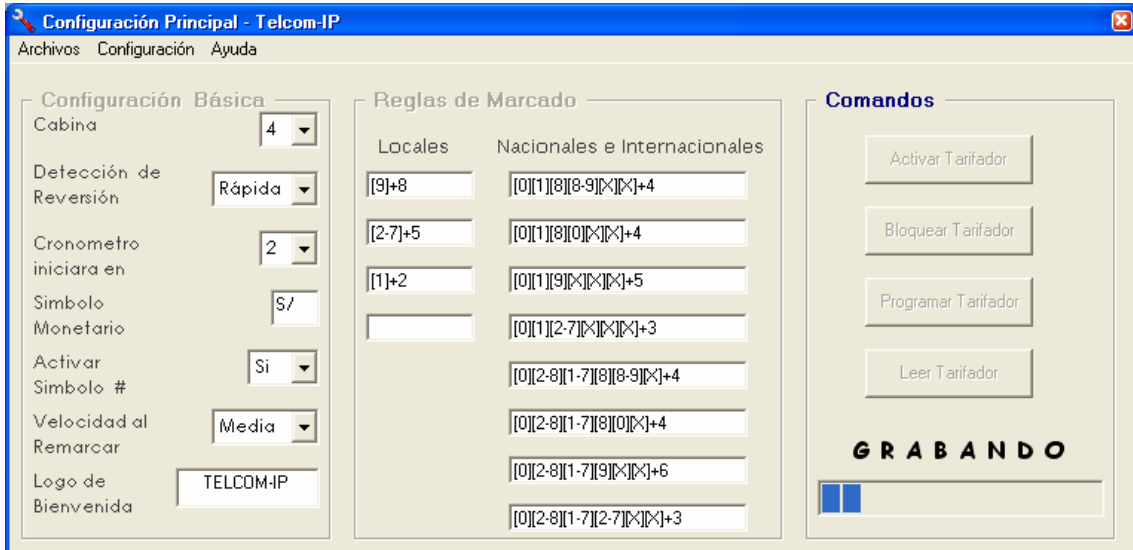 Configuración Principal - Telcom-IP
Archivos Configuración Ayuda
Configuración Básica
Cabina
4
Detección de
Reversión
Rápida
Cronometro
iniciara en
2
Simbolo
Monetario
S/
Activar
Simbolo #
Si
Velocidad al
Remarcar
Media
Logo de
Bienvenida
TELCOM-IP
Reglas de Marcado
Locales
[9]+8
[2-7]+5
[1]+2
Nacionales e Internacionales
[0][1][8][8-9][X][X]+4
[0][1][8][0][X][X]+4
[0][1][9][X][X][X]+5
[0][1][2-7][X][X][X]+3
[0][2-8][1-7][8][8-9][X]+4
[0][2-8][1-7][8][0][X]+4
[0][2-8][1-7][9][X][X]+6
[0][2-8][1-7][2-7][X][X]+3
Comandos
Activar Tarifador
Bloquear Tarifador
Programar Tarifador
Leer Tarifador
GRABANDO